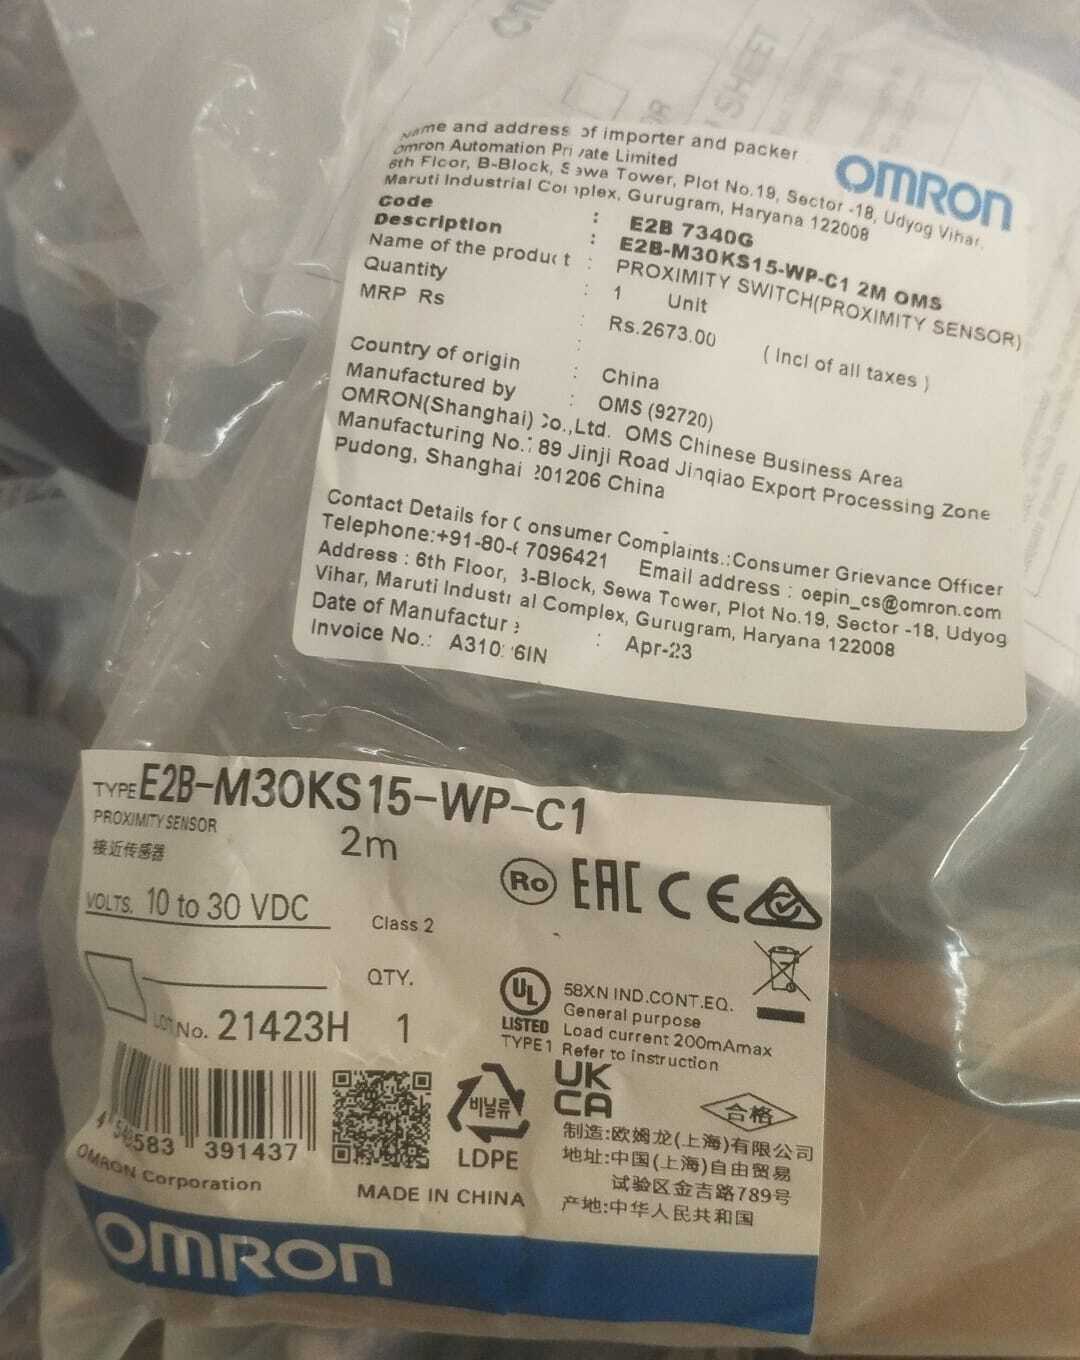 Name and address of importer and packer
Omron Automation Private Limited
6th Floor, B-Block, Sewa Tower, Plot No.19, Sector -18, Udyog Vihar,
Maruti Industrial Complex, Gurugram, Haryana 122008
OMRON
Code : E2B 7340G
Description : E2B-M30KS15-WP-C1 2M OMS
Name of the product : PROXIMITY SWITCH(PROXIMITY SENSOR)
Quantity : 1 Unit
MRP Rs : Rs.2673.00 ( Incl of all taxes )
Country of origin : China
Manufactured by : OMS (92720)
OMRON(Shanghai) Co.,Ltd. OMS Chinese Business Area
Manufacturing No.: 89 Jinji Road Jinqiao Export Processing Zone
Pudong, Shanghai 201206 China
Contact Details for Consumer Complaints.:Consumer Grievance Officer
Telephone:+91-80-67096421 Email address : oepin_cs@omron.com
Address : 6th Floor, B-Block, Sewa Tower, Plot No.19, Sector -18, Udyog
Vihar, Maruti Industrial Complex, Gurugram, Haryana 122008
Date of Manufacture : Apr-23
Invoice No.:
TYPE E2B-M30KS15-WP-C1
PROXIMITY SENSOR 2m
接近传感器
VOLTS. 10 to 30 VDC Class 2
Ro EAC CE
QTY.
LOT No. 21423H 1
UL LISTED TYPE1
58XN IND.CONT.EQ.
General purpose
Load current 200mAmax
Refer to instruction
4 548583 391437
비닐류
LDPE
UK
CA
合格
OMRON Corporation
MADE IN CHINA
制造:欧姆龙(上海)有限公司
地址:中国(上海)自由贸易
试验区金吉路789号
产地:中华人民共和国
OMRON